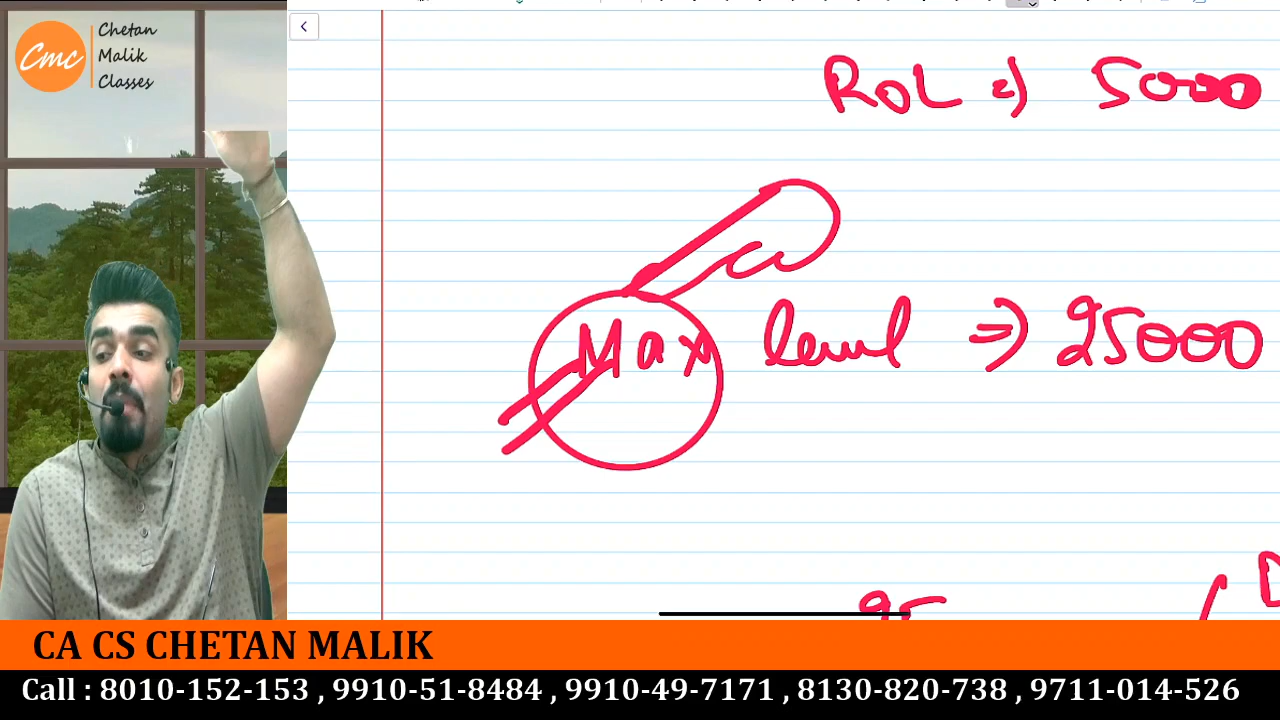 Cmc
Chetan
Malik
Classes
ROL => 5000
Max level => 25000
25
CA CS CHETAN MALIK
Call : 8010-152-153 , 9910-51-8484 , 9910-49-7171 , 8130-820-738 , 9711-014-526